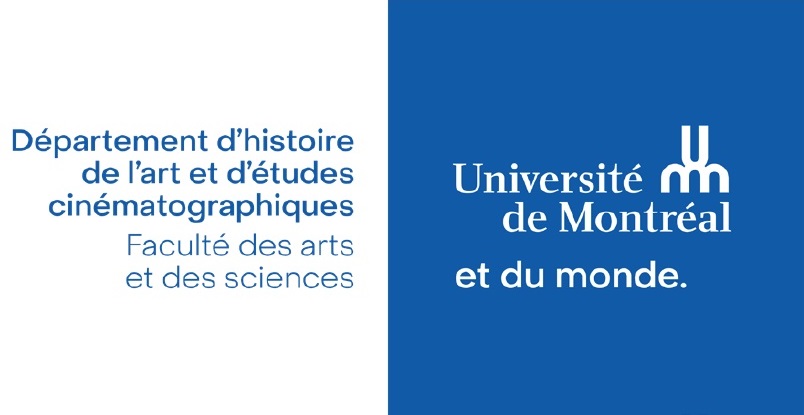 Département d'histoire
de l'art et d'études
cinématographiques
Faculté des arts
et des sciences
Université
de Montréal
et du monde.